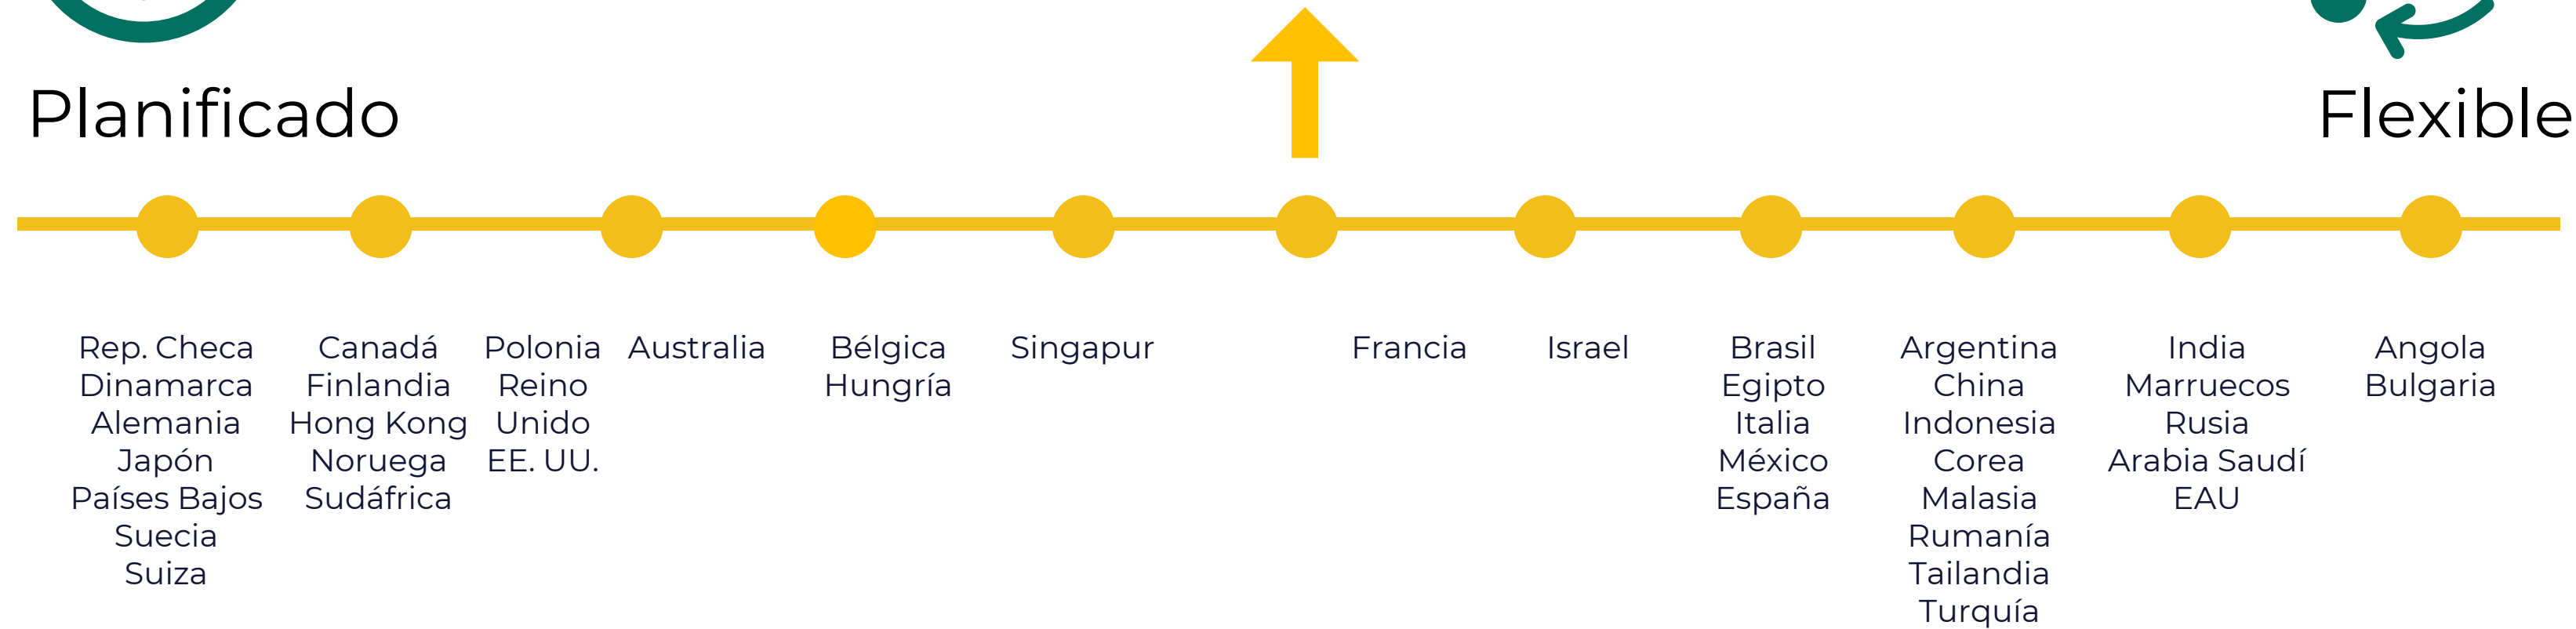 Planificado
Flexible
Rep. Checa
Dinamarca
Alemania
Japón
Países Bajos
Suecia
Suiza
Canadá
Finlandia
Hong Kong
Noruega
Sudáfrica
Polonia
Reino
Unido
EE. UU.
Australia
Bélgica
Hungría
Singapur
Francia
Israel
Brasil
Egipto
Italia
México
España
Argentina
China
Indonesia
Corea
Malasia
Rumanía
Tailandia
Turquía
India
Marruecos
Rusia
Arabia Saudí
EAU
Angola
Bulgaria